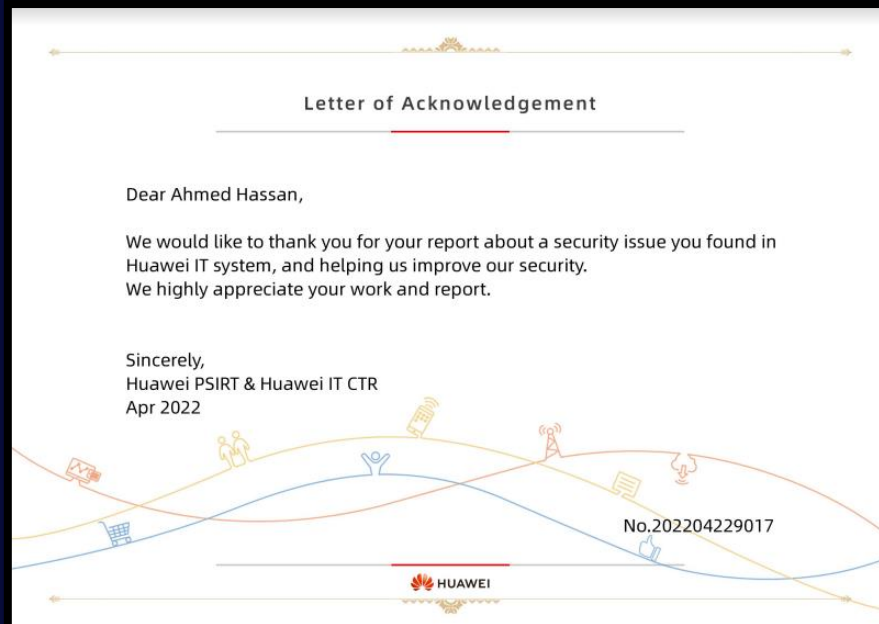 Letter of Acknowledgement
Dear Ahmed Hassan,
We would like to thank you for your report about a security issue you found in
Huawei IT system, and helping us improve our security.
We highly appreciate your work and report.
Sincerely,
Huawei PSIRT & Huawei IT CTR
Apr 2022
No.202204229017
HUAWEI